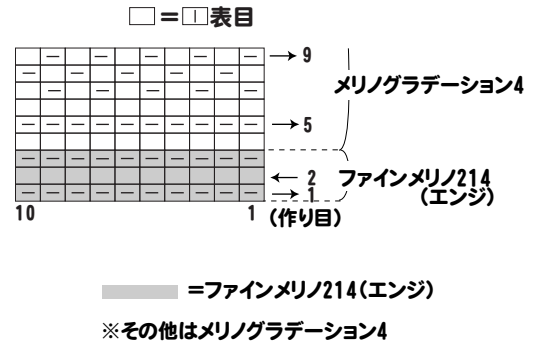 □=□表目
→9
メリノグラデーション4
→5
←2 ファインメリノ214
→1 (エンジ)
10 1 (作り目)
=ファインメリノ214(エンジ)
※その他はメリノグラデーション4